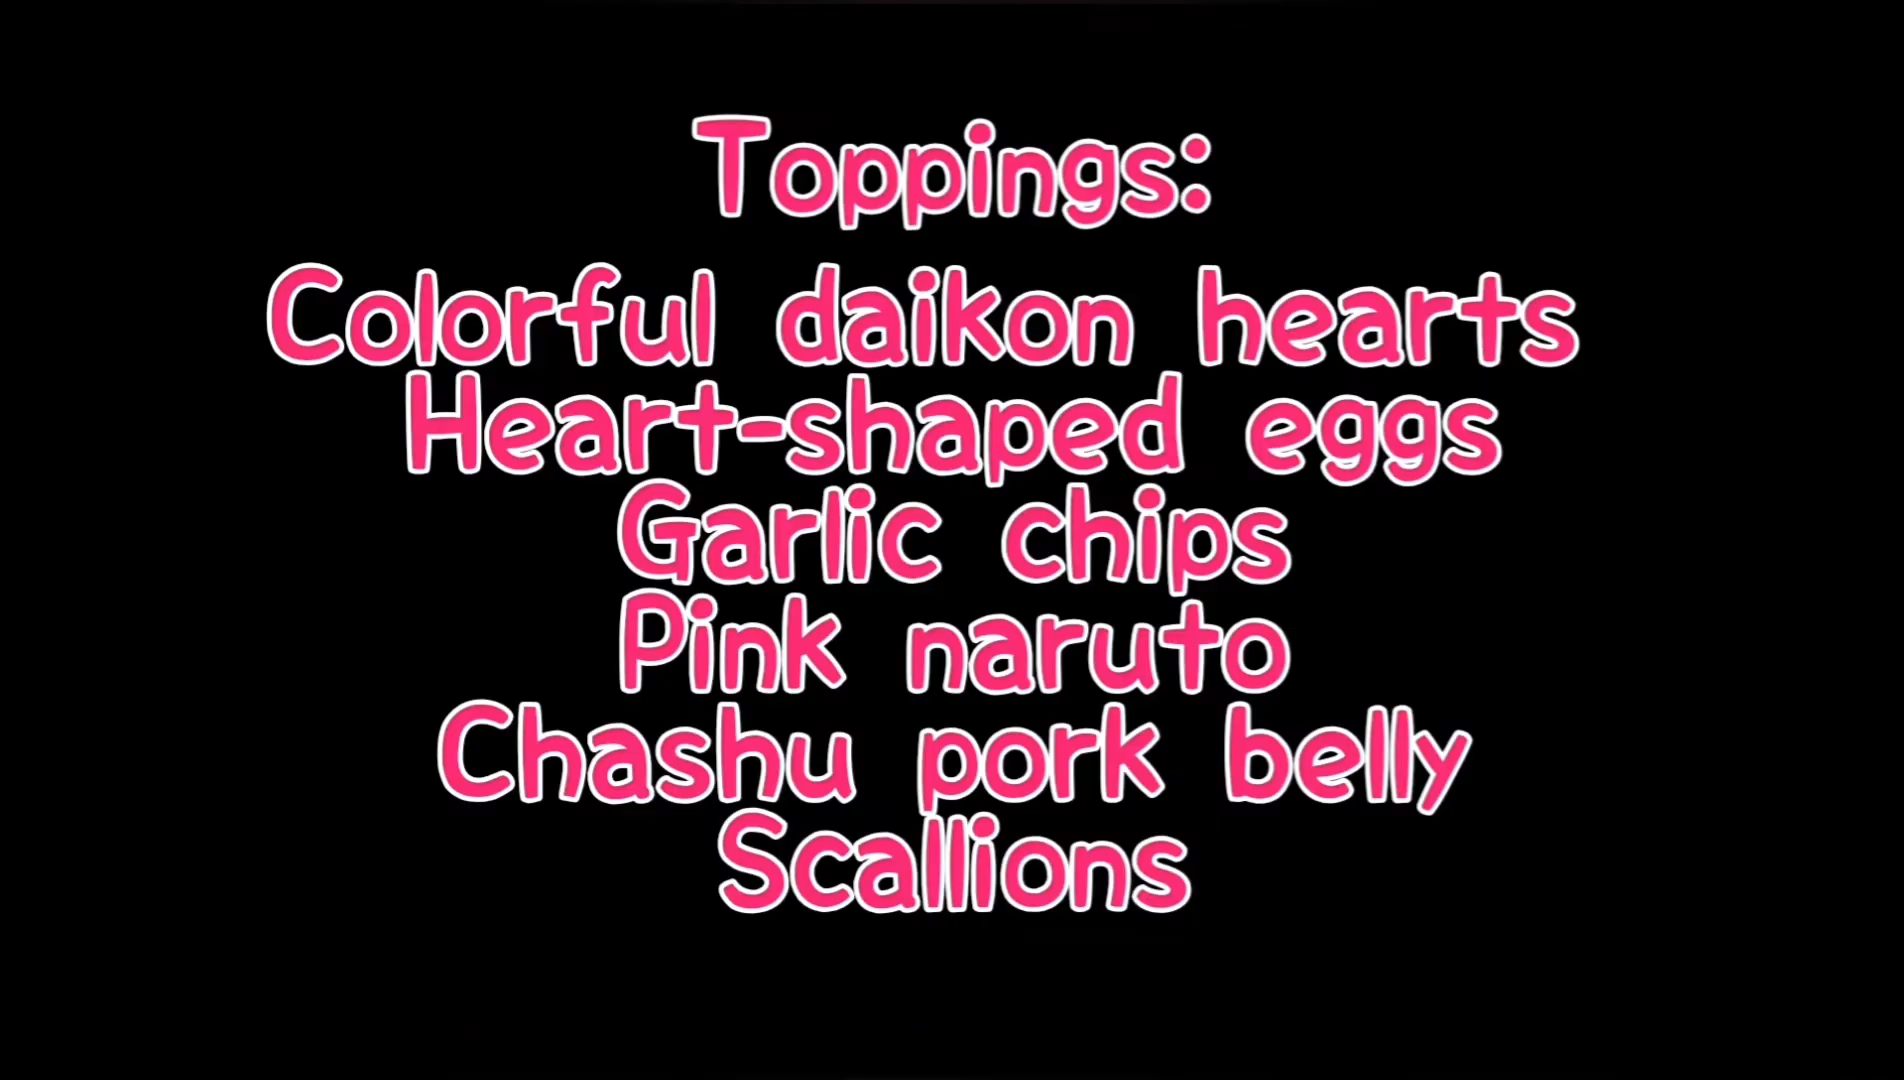 Toppings:
Colorful daikon hearts
Heart-shaped eggs
Garlic chips
Pink naruto
Chashu pork belly
Scallions